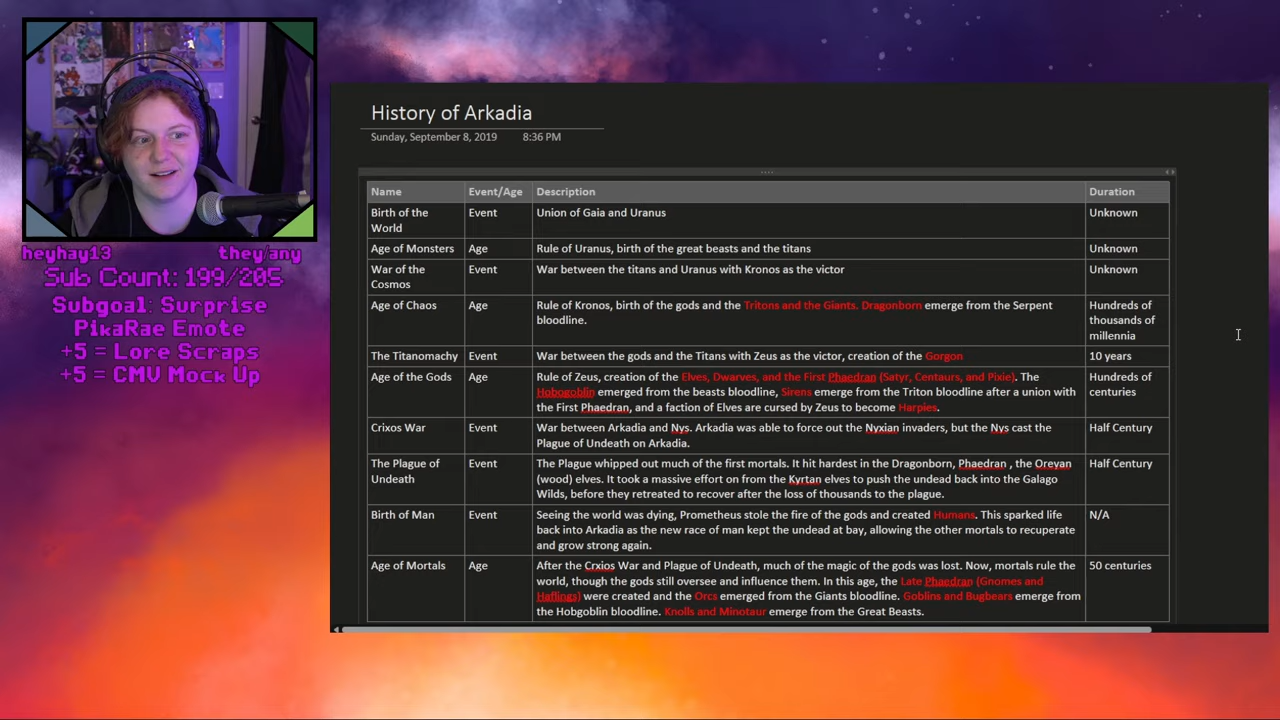 History of Arkadia
Sunday, September 8, 2019 8:36 PM
Name Event/Age Description Duration
Birth of the World Event Union of Gaia and Uranus Unknown
Age of Monsters Age Rule of Uranus, birth of the great beasts and the titans Unknown
War of the Cosmos Event War between the titans and Uranus with Kronos as the victor Unknown
Age of Chaos Age Rule of Kronos, birth of the gods and the Tritons and the Giants. Dragonborn emerge from the Serpent Hundreds of
bloodline. thousands of
millennia
The Titanomachy Event War between the gods and the Titans with Zeus as the victor, creation of the Gorgon 10 years
Age of the Gods Age Rule of Zeus, creation of the Elves, Dwarves, and the First Phaedran (Satyr, Centaurs, and Pixie). The Hundreds of
Hobogoblin emerged from the beasts bloodline, Sirens emerge from the Triton bloodline after a union with centuries
the First Phaedran, and a faction of Elves are cursed by Zeus to become Harpies.
Crixos War Event War between Arkadia and Nys. Arkadia was able to force out the Nyxian invaders, but the Nys cast the Half Century
Plague of Undeath on Arkadia.
The Plague of Event The Plague whipped out much of the first mortals. It hit hardest in the Dragonborn, Phaedran , the Oreyan Half Century
Undeath (wood) elves. It took a massive effort on from the Kyrtan elves to push the undead back into the Galago
Wilds, before they retreated to recover after the loss of thousands to the plague.
Birth of Man Event Seeing the world was dying, Prometheus stole the fire of the gods and created Humans. This sparked life N/A
back into Arkadia as the new race of man kept the undead at bay, allowing the other mortals to recuperate
and grow strong again.
Age of Mortals Age After the Crxios War and Plague of Undeath, much of the magic of the gods was lost. Now, mortals rule the 50 centuries
world, though the gods still oversee and influence them. In this age, the Late Phaedran (Gnomes and
Haflings) were created and the Orcs emerged from the Giants bloodline. Goblins and Bugbears emerge from
the Hobgoblin bloodline. Knolls and Minotaur emerge from the Great Beasts.
heyhay13 they/any
Sub Count: 199/205
Subgoal: Surprise
PikaRae Emote
+5 = Lore Scraps
+5 = CMV Mock Up